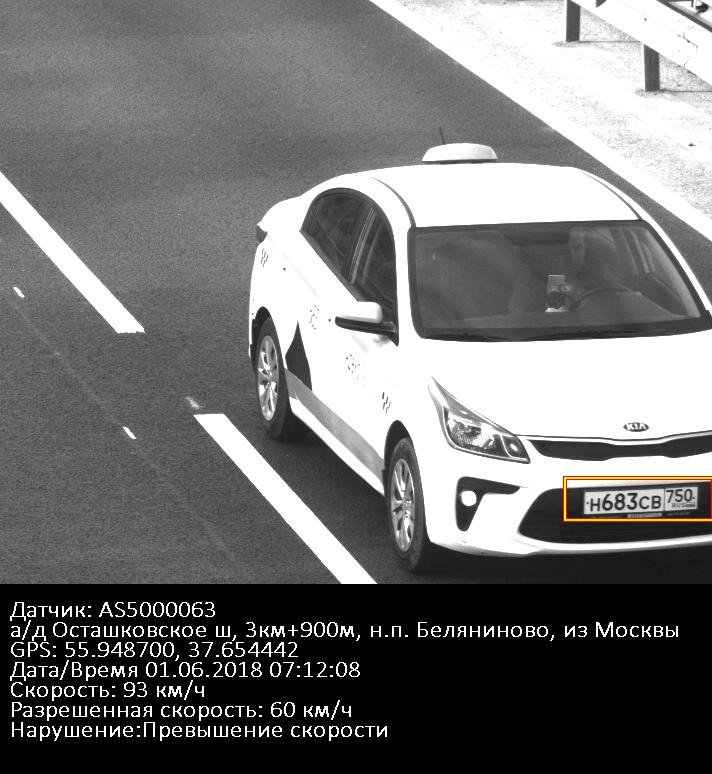 KIA
Н683СВ 750
RUS
Датчик: AS5000063
а/д Осташковское ш, 3км+900м, н.п. Беляниново, из Москвы
GPS: 55.948700, 37.654442
Дата/Время 01.06.2018 07:12:08
Скорость: 93 км/ч
Разрешенная скорость: 60 км/ч
Нарушение:Превышение скорости